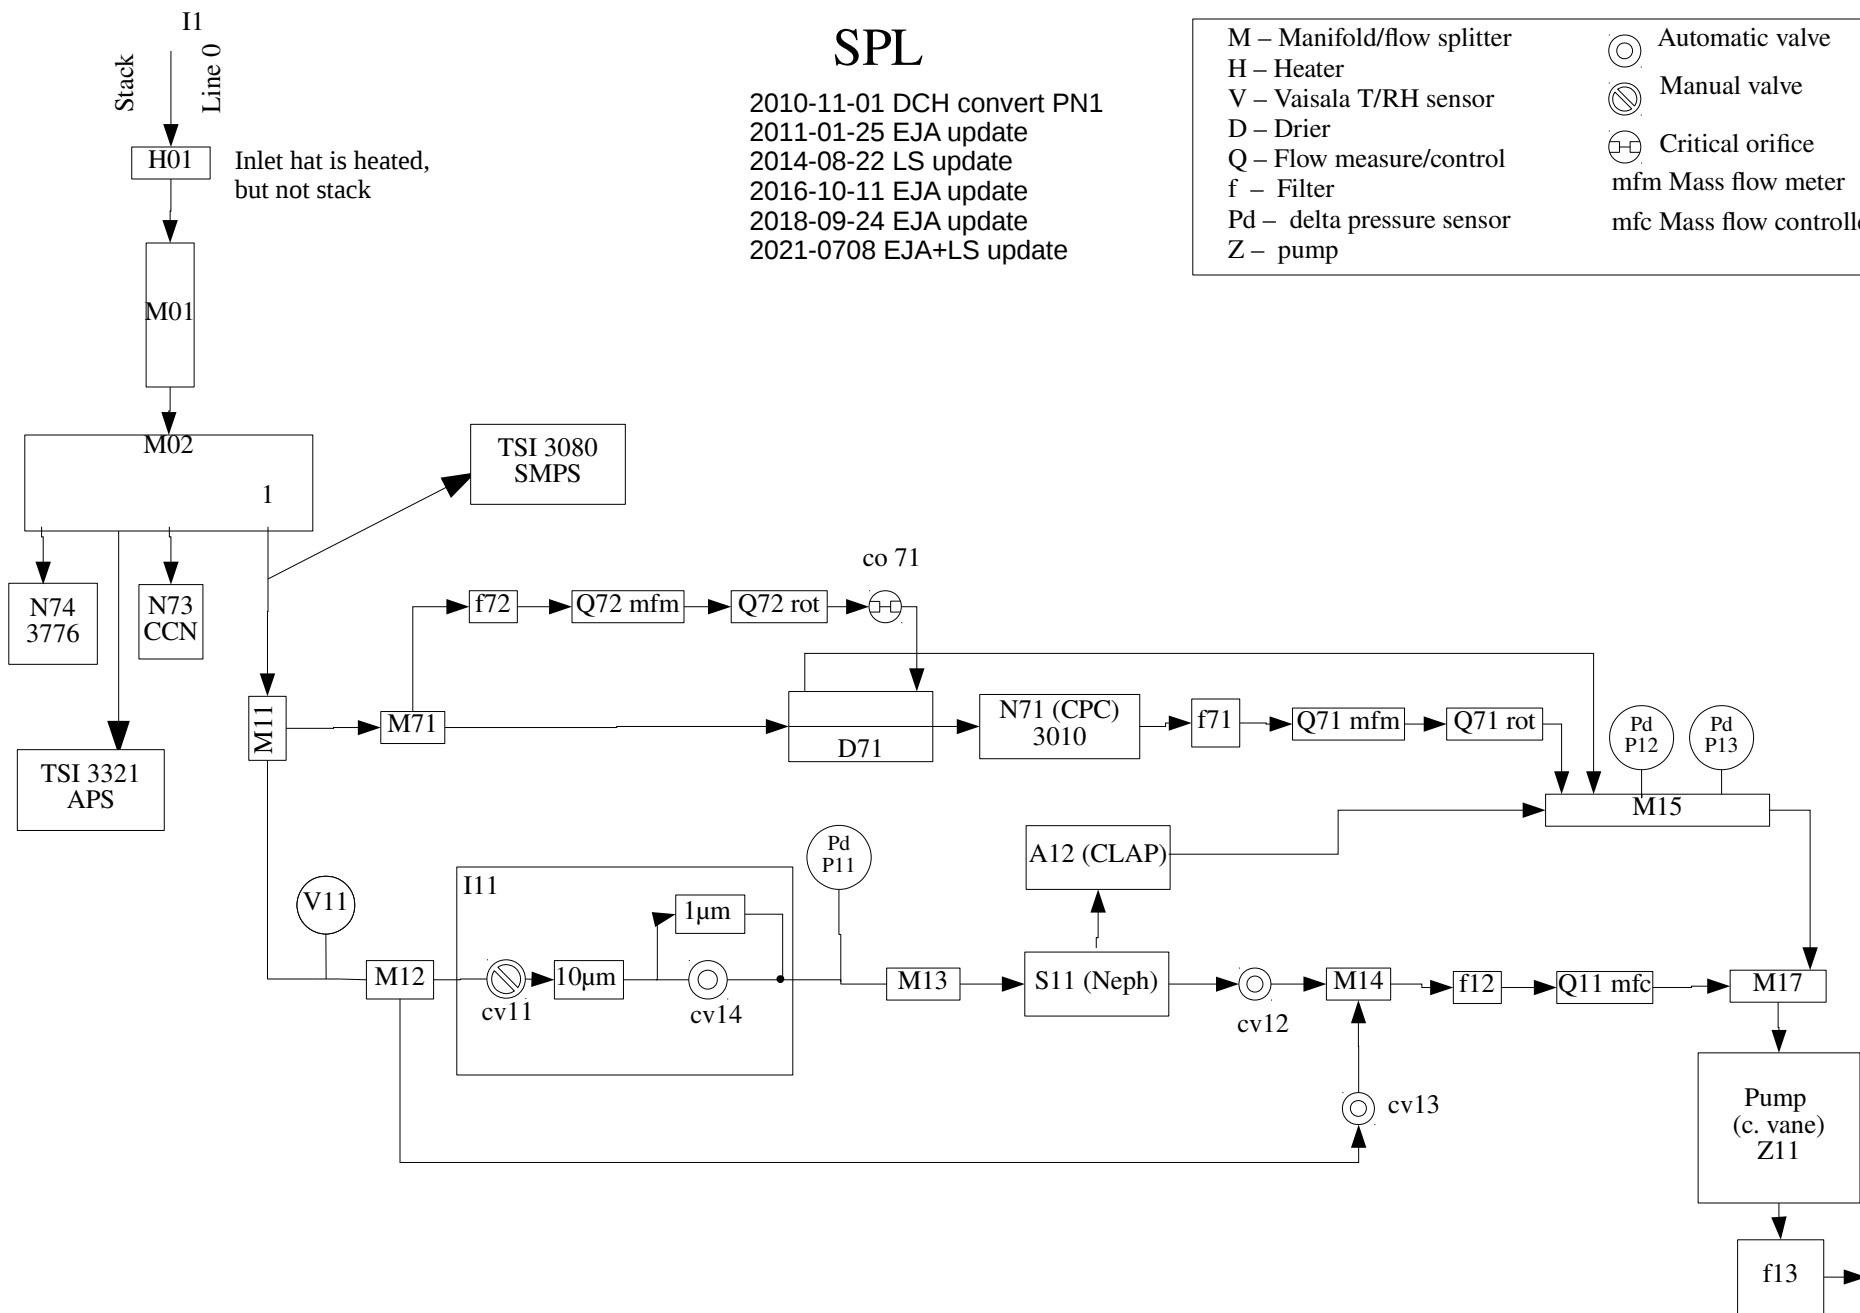 I1
Stack
Line 0
H01
Inlet hat is heated,
but not stack
M01
M02
1
SPL
2010-11-01 DCH convert PN1
2011-01-25 EJA update
2014-08-22 LS update
2016-10-11 EJA update
2018-09-24 EJA update
2021-0708 EJA+LS update
M – Manifold/flow splitter
H – Heater
V – Vaisala T/RH sensor
D – Drier
Q – Flow measure/control
f – Filter
Pd – delta pressure sensor
Z – pump
Automatic valve
Manual valve
Critical orifice
mfm Mass flow meter
mfc Mass flow controlle
TSI 3080
SMPS
N74
3776
N73
CCN
TSI 3321
APS
co 71
f72
Q72 mfm
Q72 rot
M11
M71
D71
N71 (CPC)
3010
f71
Q71 mfm
Q71 rot
Pd
P12
Pd
P13
M15
A12 (CLAP)
Pd
P11
V11
I11
1µm
M12
cv11
10µm
cv14
M13
S11 (Neph)
cv12
M14
f12
Q11 mfc
M17
cv13
Pump
(c. vane)
Z11
f13